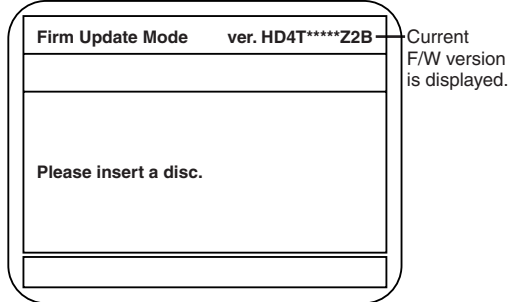 Firm Update Mode ver. HD4T*****Z2B
Current
F/W version
is displayed.
Please insert a disc.